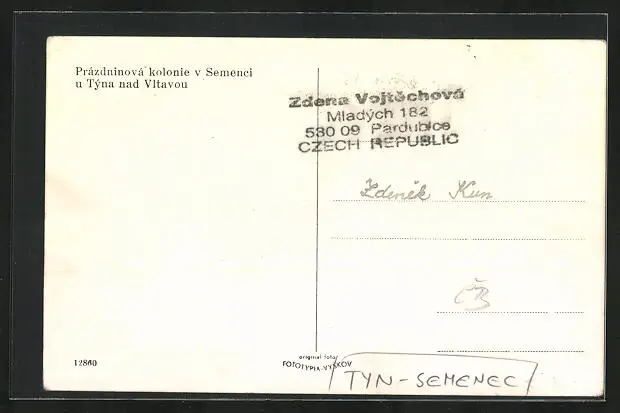 Prázdninová kolonie v Semenci
u Týna nad Vltavou
Zdena Vojtěchová
Mladých 182
530 09 Pardubice
CZECH REPUBLIC
Zdeněk Kun
ČB
12860
original foto
FOTOTYPIA-VYŠKOV
TYN-SEMENEC